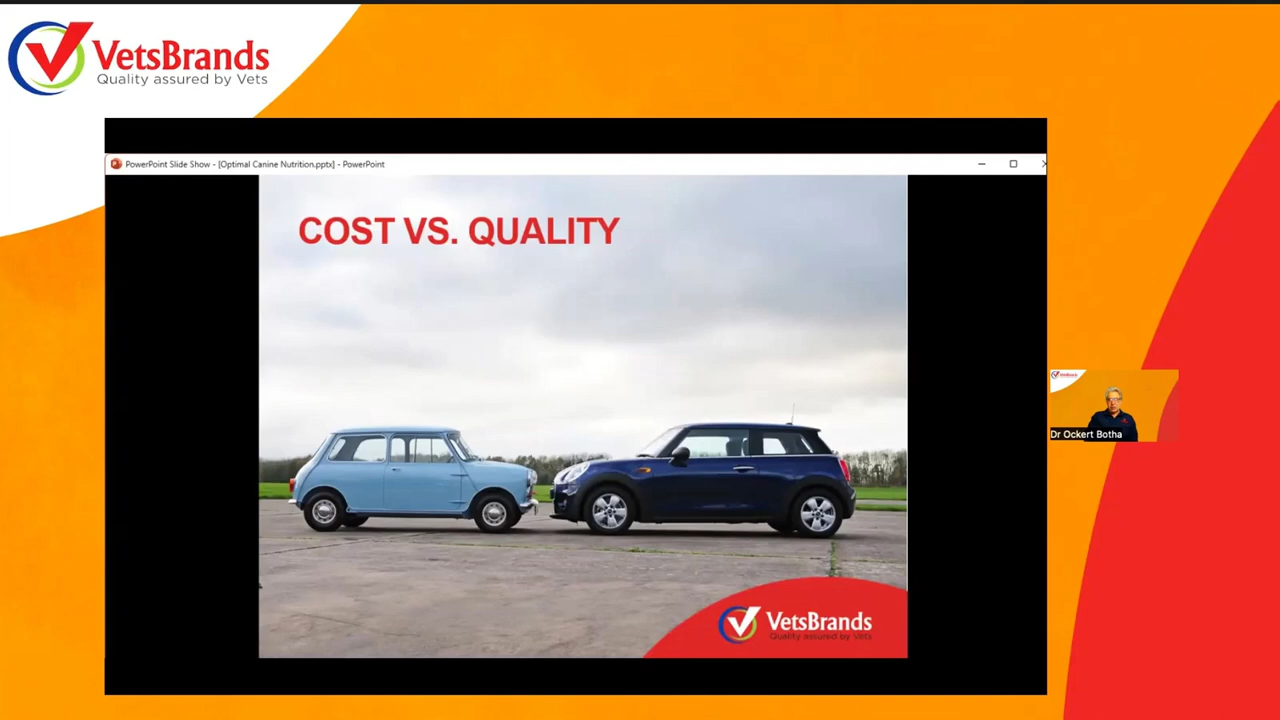 VetsBrands
Quality assured by Vets
PowerPoint Slide Show - [Optimal Canine Nutrition.pptx] - PowerPoint
COST VS. QUALITY
Dr Ockert Botha
VetsBrands
Quality assured by Vets